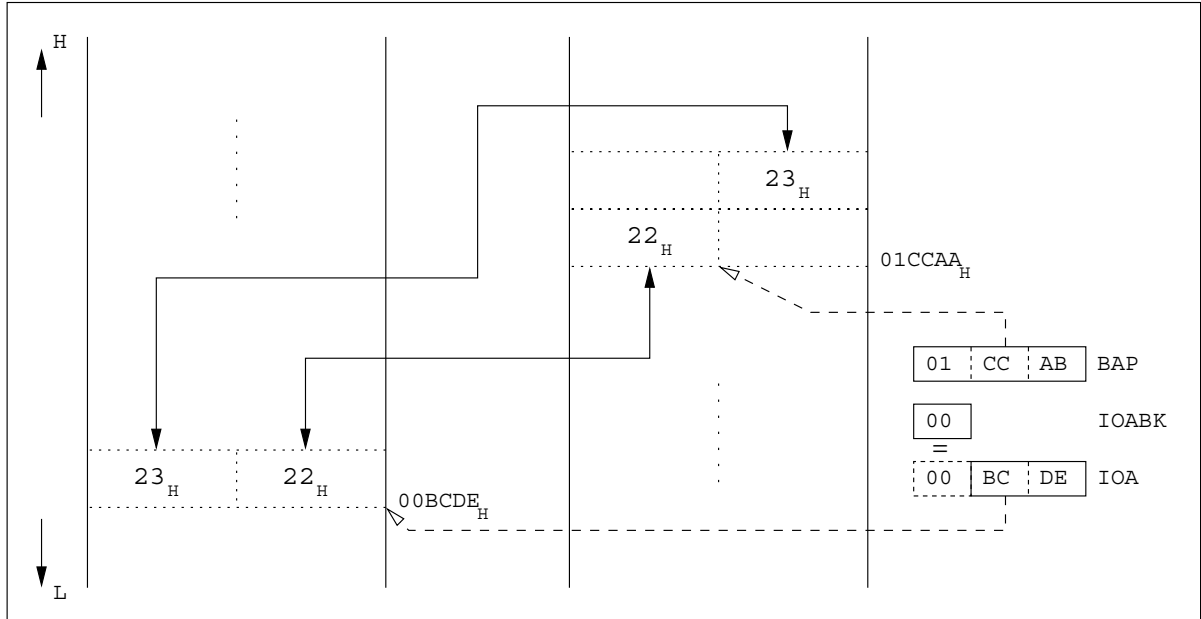 H
23H
22H
01CCAAH
01 CC AB BAP
00 IOABK
=
23H 22H 00 BC DE IOA
00BCDEH
L